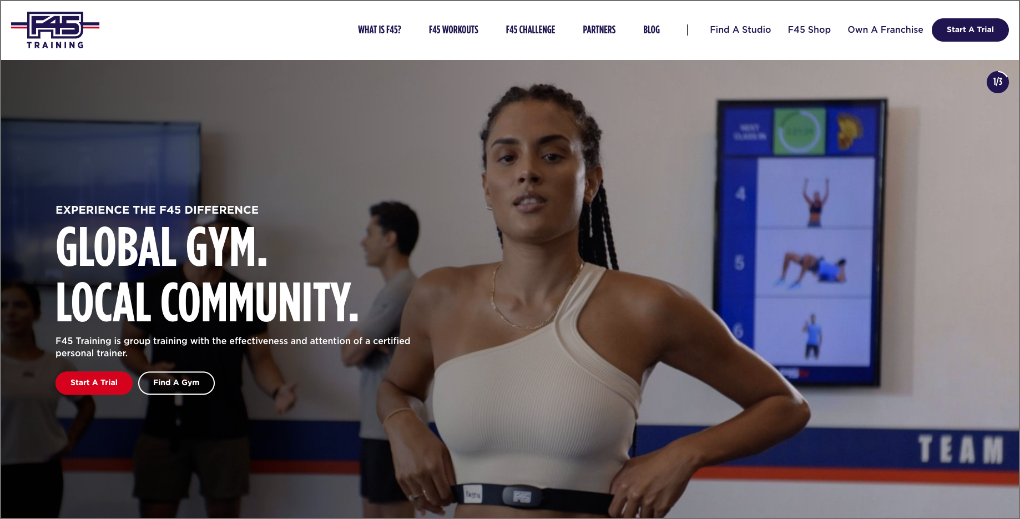 F45
TRAINING
WHAT IS F45?
F45 WORKOUTS
F45 CHALLENGE
PARTNERS
BLOG
Find A Studio
F45 Shop
Own A Franchise
Start A Trial
1/3
NEXT
CLASS IN
4
5
6
EXPERIENCE THE F45 DIFFERENCE
GLOBAL GYM.
LOCAL COMMUNITY.
F45 Training is group training with the effectiveness and attention of a certified
personal trainer.
Start A Trial
Find A Gym
TEAM
F45